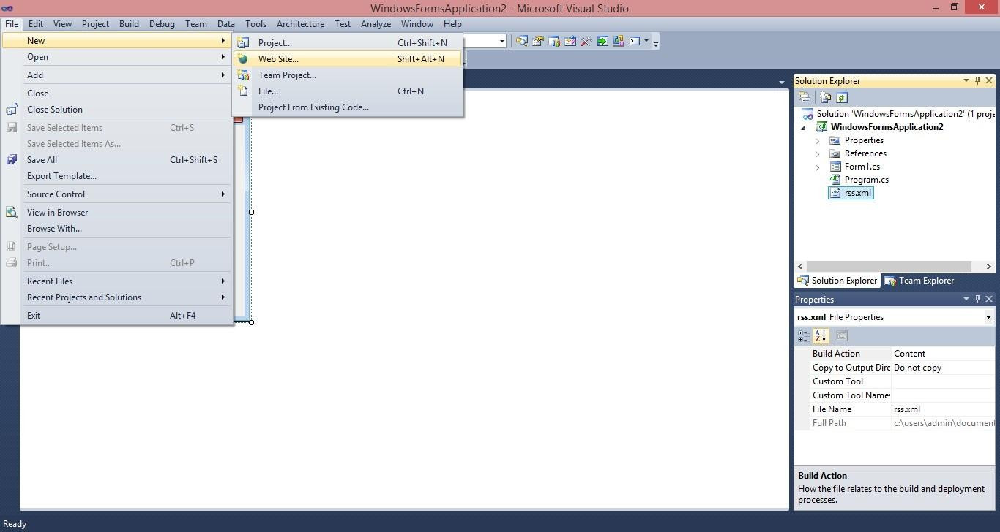 WindowsFormsApplication2 - Microsoft Visual Studio
File Edit View Project Build Debug Team Data Tools Architecture Test Analyze Window Help
New
Open
Add
Close
Close Solution
Save Selected Items Ctrl+S
Save Selected Items As...
Save All Ctrl+Shift+S
Export Template...
Source Control
View in Browser
Browse With...
Page Setup...
Print... Ctrl+P
Recent Files
Recent Projects and Solutions
Exit Alt+F4
Project... Ctrl+Shift+N
Web Site... Shift+Alt+N
Team Project...
File... Ctrl+N
Project From Existing Code...
Solution Explorer
Solution 'WindowsFormsApplication2' (1 proje
WindowsFormsApplication2
Properties
References
Form1.cs
Program.cs
rss.xml
Solution Explorer Team Explorer
Properties
rss.xml File Properties
Build Action Content
Copy to Output Dire Do not copy
Custom Tool
Custom Tool Names
File Name rss.xml
Full Path c:\users\admin\document
Build Action
How the file relates to the build and deployment
processes.
Ready